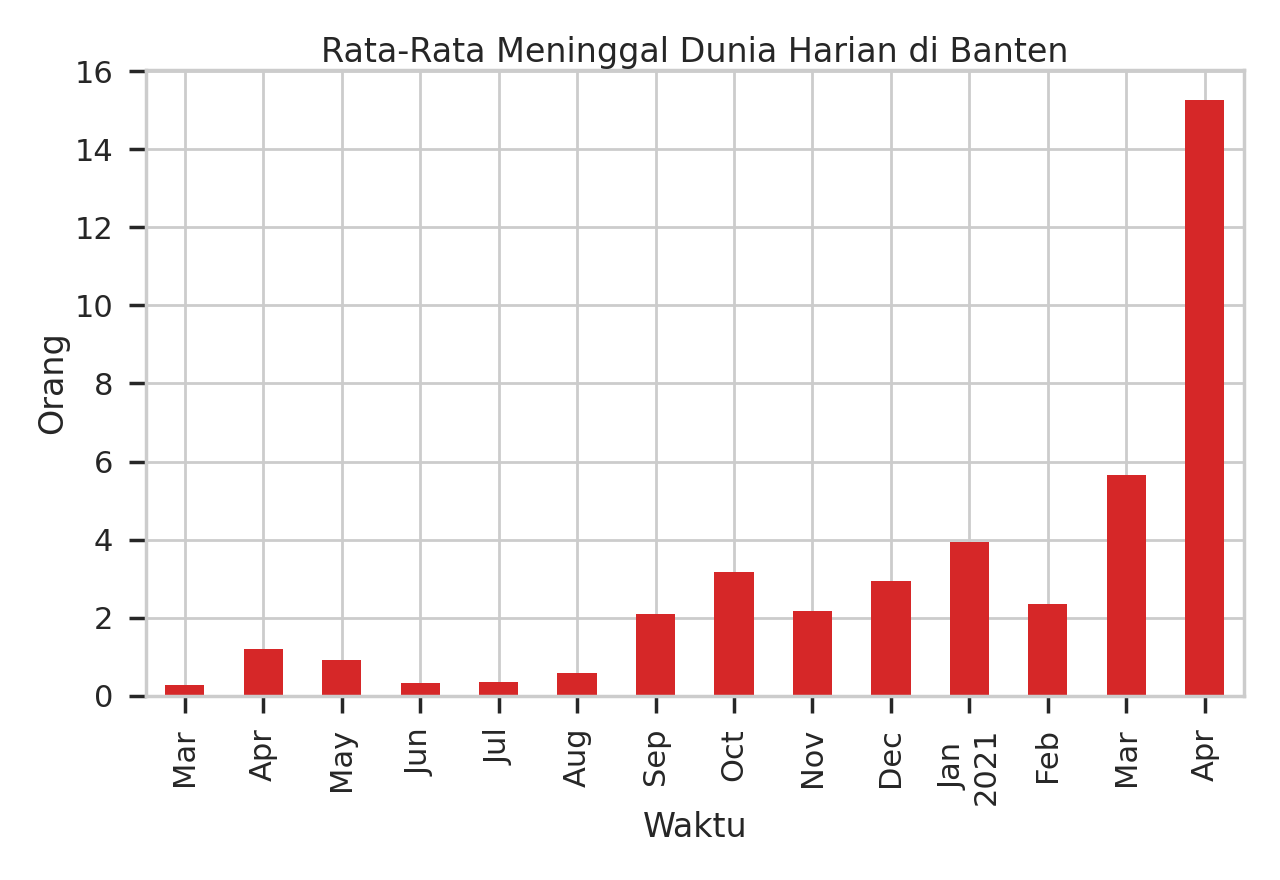 Rata-Rata Meninggal Dunia Harian di Banten
16
14
12
10
8
6
4
2
0
Orang
Mar
Apr
May
Jun
Jul
Aug
Sep
Oct
Nov
Dec
Jan
2021
Feb
Mar
Apr
Waktu